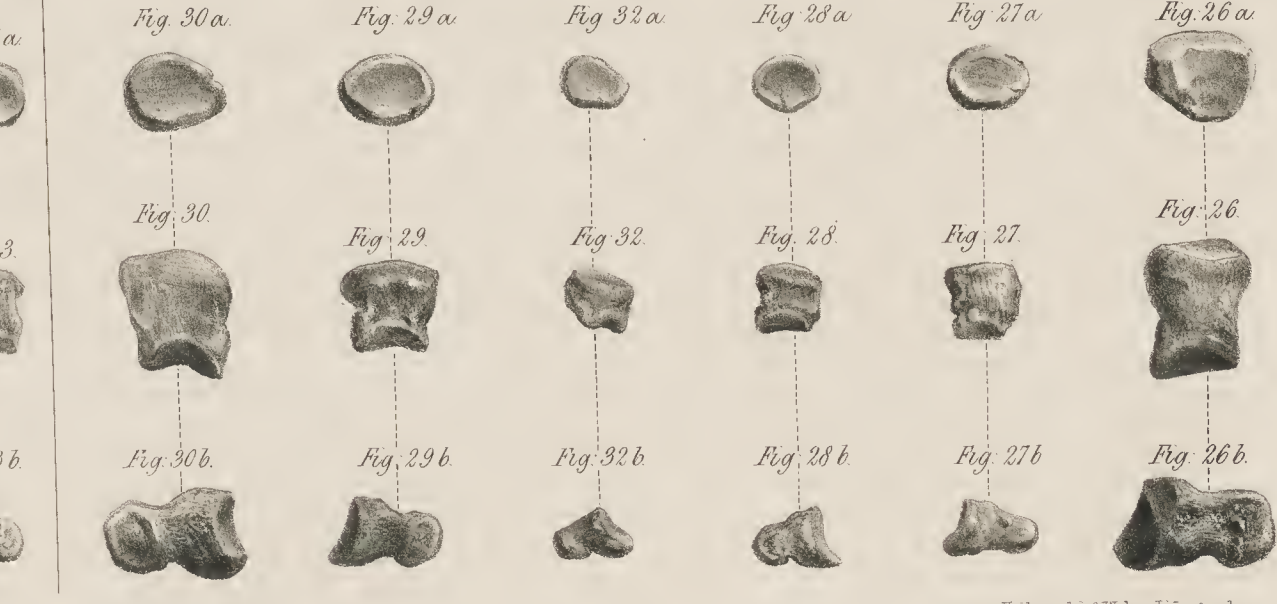 a.
Fig. 30 a.
Fig. 29 a.
Fig. 32 a.
Fig. 28 a
Fig. 27 a
Fig. 26 a.
3.
Fig. 30.
Fig. 29.
Fig. 32.
Fig. 28.
Fig. 27.
Fig. 26.
b.
Fig. 30 b.
Fig. 29 b.
Fig. 32 b.
Fig. 28 b.
Fig. 27 b
Fig. 26 b.